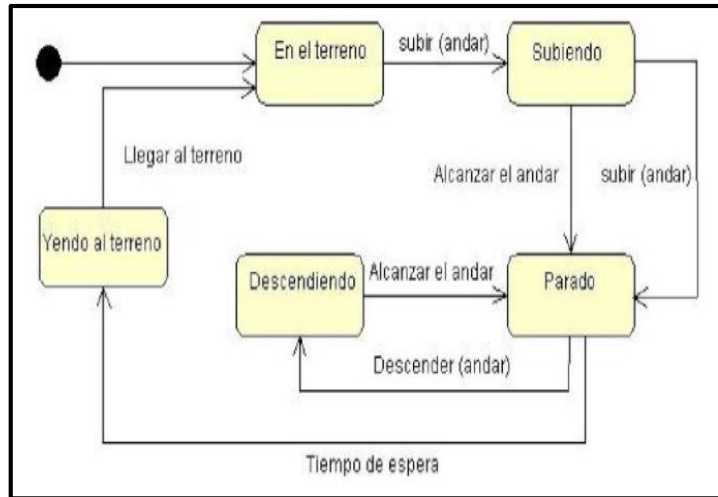 En el terreno
subir (andar)
Subiendo
Llegar al terreno
Alcanzar el andar
subir (andar)
Yendo al terreno
Descendiendo
Alcanzar el andar
Parado
Descender (andar)
Tiempo de espera